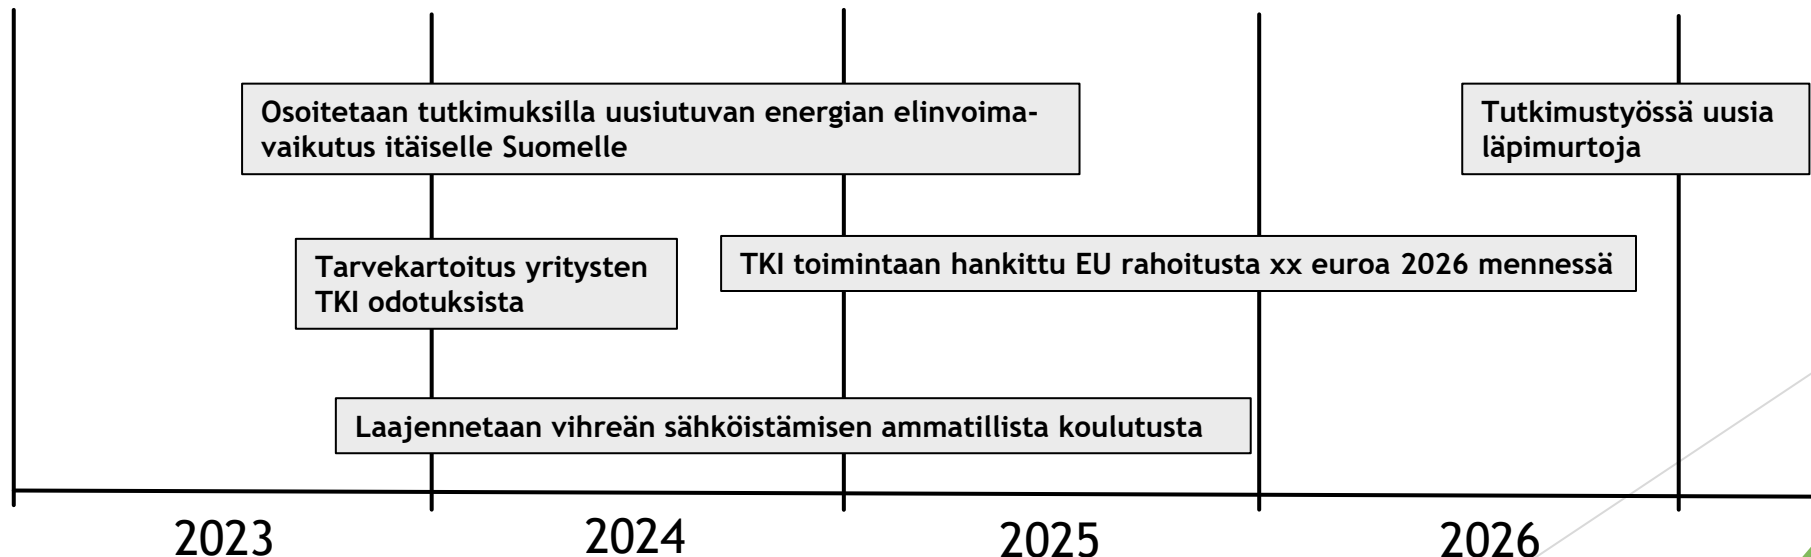 Osoitetaan tutkimuksilla uusiutuvan energian elinvoima-
vaikutus itäiselle Suomelle
Tutkimustyössä uusia
läpimurtoja
Tarvekartoitus yritysten
TKI odotuksista
TKI toimintaan hankittu EU rahoitusta xx euroa 2026 mennessä
Laajennetaan vihreän sähköistämisen ammatillista koulutusta
2023
2024
2025
2026